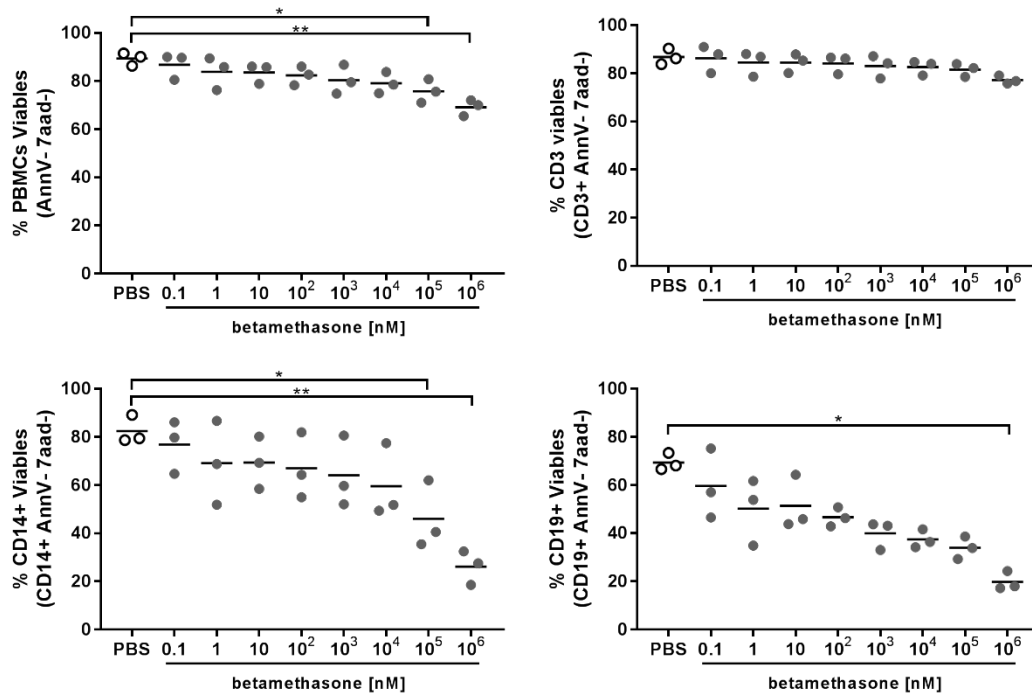 *
**
100
80
60
40
20
0
% PBMCs Viables
(AnnV- 7aad-)
PBS 0.1 1 10 10² 10³ 10⁴ 10⁵ 10⁶
betamethasone [nM]
100
80
60
40
20
0
% CD3 viables
(CD3+ AnnV- 7aad-)
PBS 0.1 1 10 10² 10³ 10⁴ 10⁵ 10⁶
betamethasone [nM]
*
**
100
80
60
40
20
0
% CD14+ Viables
(CD14+ AnnV- 7aad-)
PBS 0.1 1 10 10² 10³ 10⁴ 10⁵ 10⁶
betamethasone [nM]
*
100
80
60
40
20
0
% CD19+ Viables
(CD19+ AnnV- 7aad-)
PBS 0.1 1 10 10² 10³ 10⁴ 10⁵ 10⁶
betamethasone [nM]